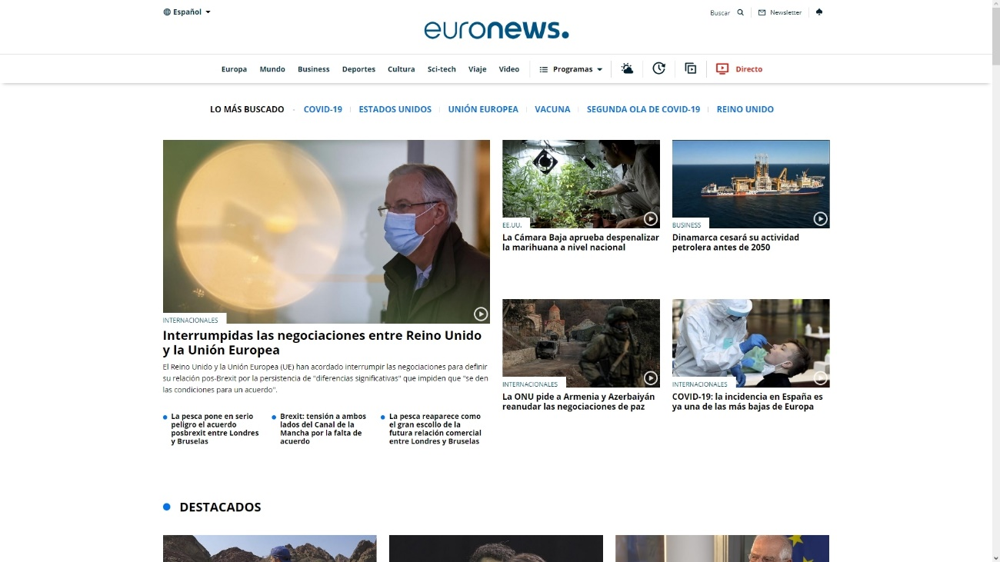 Español
Buscar
Newsletter
euronews.
Europa
Mundo
Business
Deportes
Cultura
Sci-tech
Viaje
Video
Programas
Directo
LO MÁS BUSCADO
COVID-19
ESTADOS UNIDOS
UNIÓN EUROPEA
VACUNA
SEGUNDA OLA DE COVID-19
REINO UNIDO
INTERNACIONALES
Interrumpidas las negociaciones entre Reino Unido
y la Unión Europea
El Reino Unido y la Unión Europea (UE) han acordado interrumpir las negociaciones para definir
su relación pos-Brexit por la persistencia de "diferencias significativas" que impiden que "se den
las condiciones para un acuerdo".
La pesca pone en serio
peligro el acuerdo
posbrexit entre Londres
y Bruselas
Brexit: tensión a ambos
lados del Canal de la
Mancha por la falta de
acuerdo
La pesca reaparece como
el gran escollo de la
futura relación comercial
entre Londres y Bruselas
EE.UU.
La Cámara Baja aprueba despenalizar
la marihuana a nivel nacional
BUSINESS
Dinamarca cesará su actividad
petrolera antes de 2050
INTERNACIONALES
La ONU pide a Armenia y Azerbaiyán
reanudar las negociaciones de paz
INTERNACIONALES
COVID-19: la incidencia en España es
ya una de las más bajas de Europa
DESTACADOS